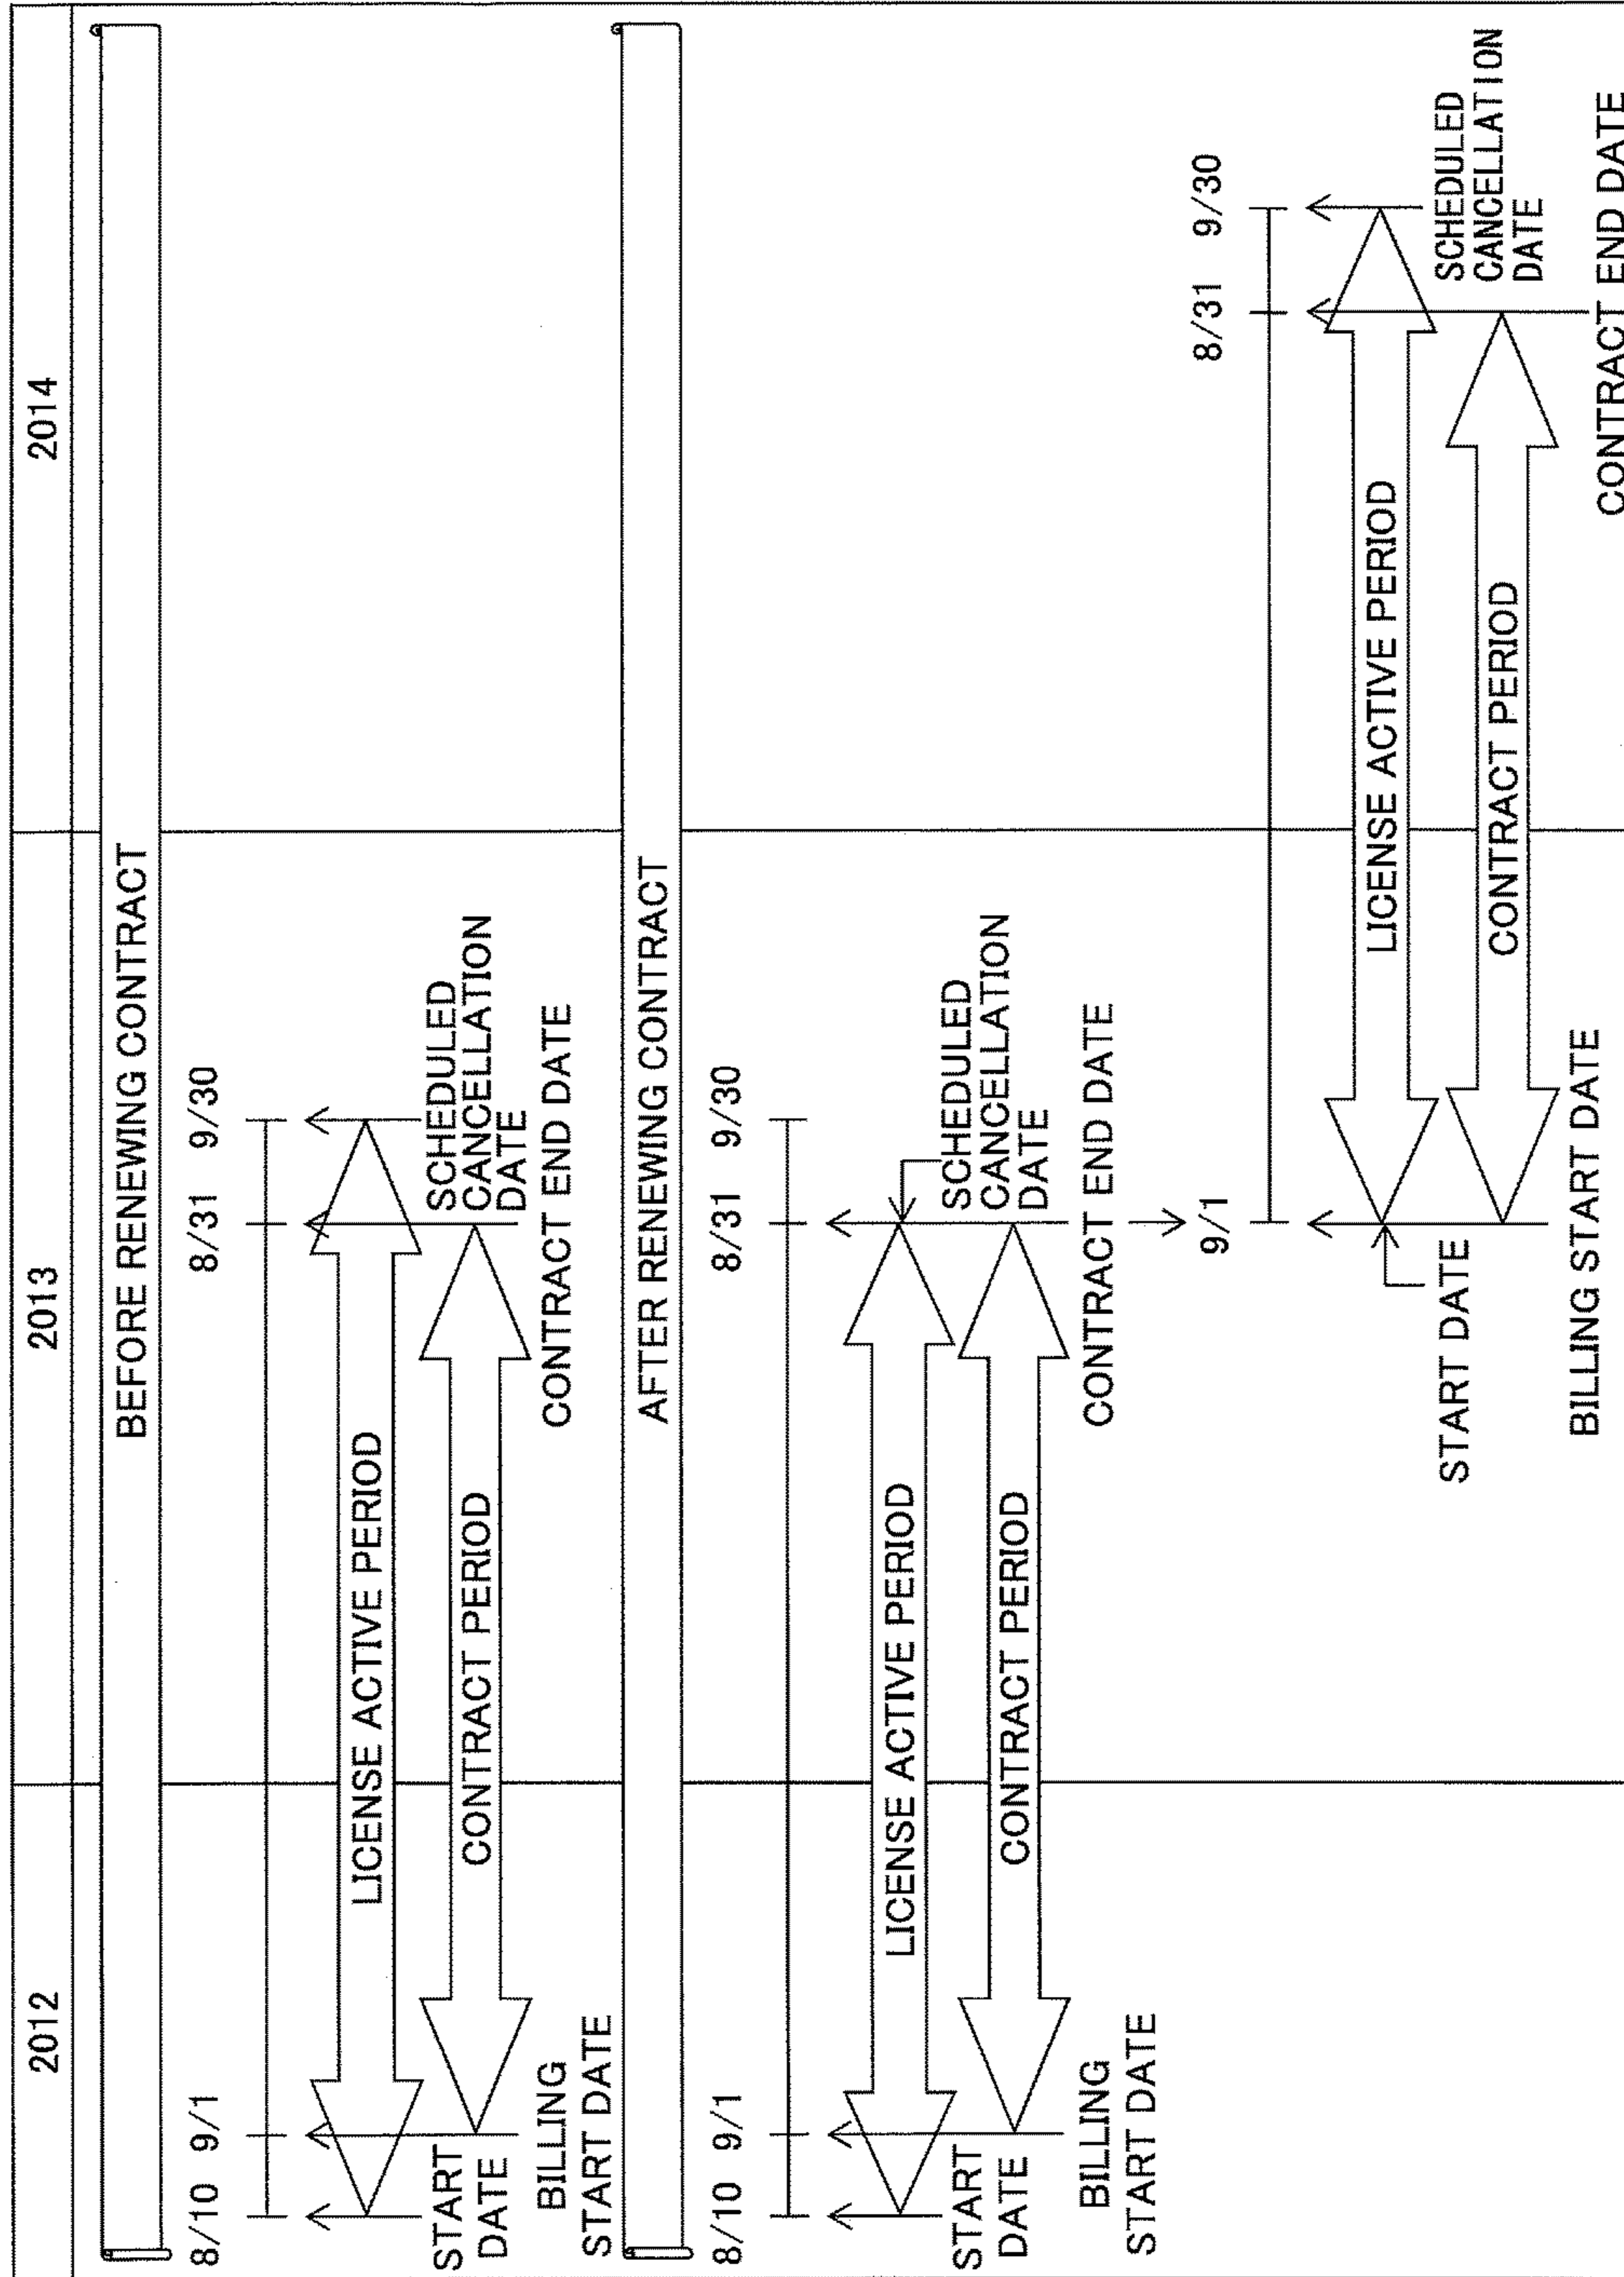 2012
2013
2014
BEFORE RENEWING CONTRACT
8/10
9/1
8/31
9/30
LICENSE ACTIVE PERIOD
START
DATE
CONTRACT PERIOD
SCHEDULED
CANCELLATION
DATE
BILLING
START DATE
CONTRACT END DATE
AFTER RENEWING CONTRACT
8/10
9/1
8/31
9/30
LICENSE ACTIVE PERIOD
START
DATE
CONTRACT PERIOD
SCHEDULED
CANCELLATION
DATE
BILLING
START DATE
CONTRACT END DATE
9/1
8/31
9/30
LICENSE ACTIVE PERIOD
START DATE
CONTRACT PERIOD
SCHEDULED
CANCELLATION
DATE
BILLING START DATE
CONTRACT END DATE